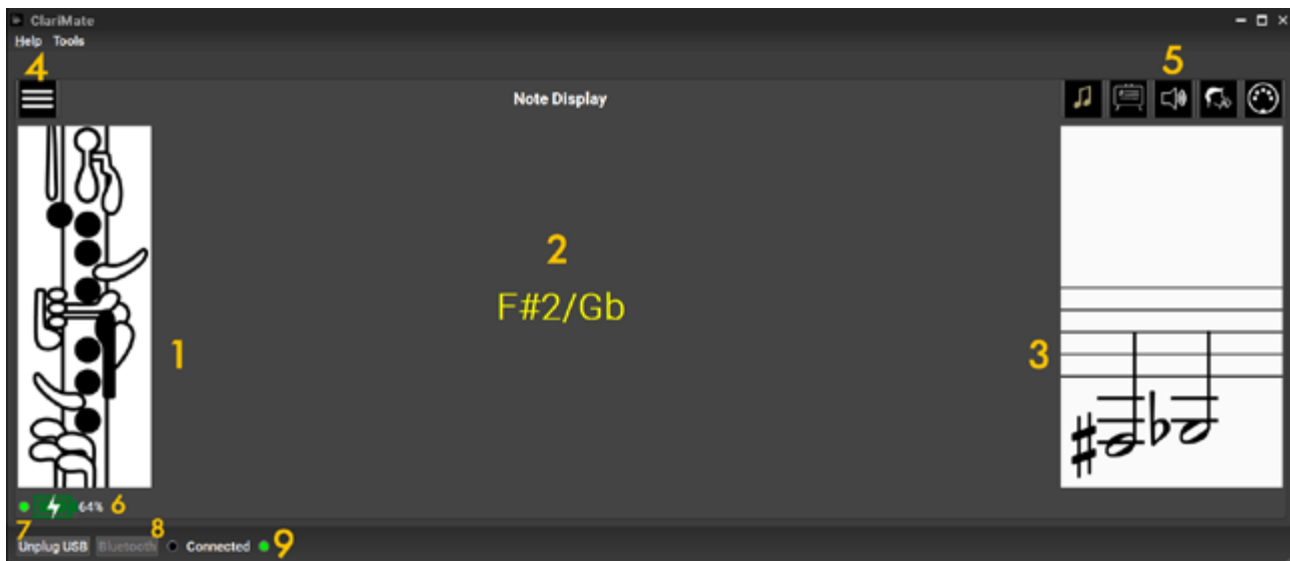 ClariMate
Help Tools
4
5
Note Display
2
F#2/Gb
1
3
64% 6
7
8
Unplug USB Bluetooth Connected 9